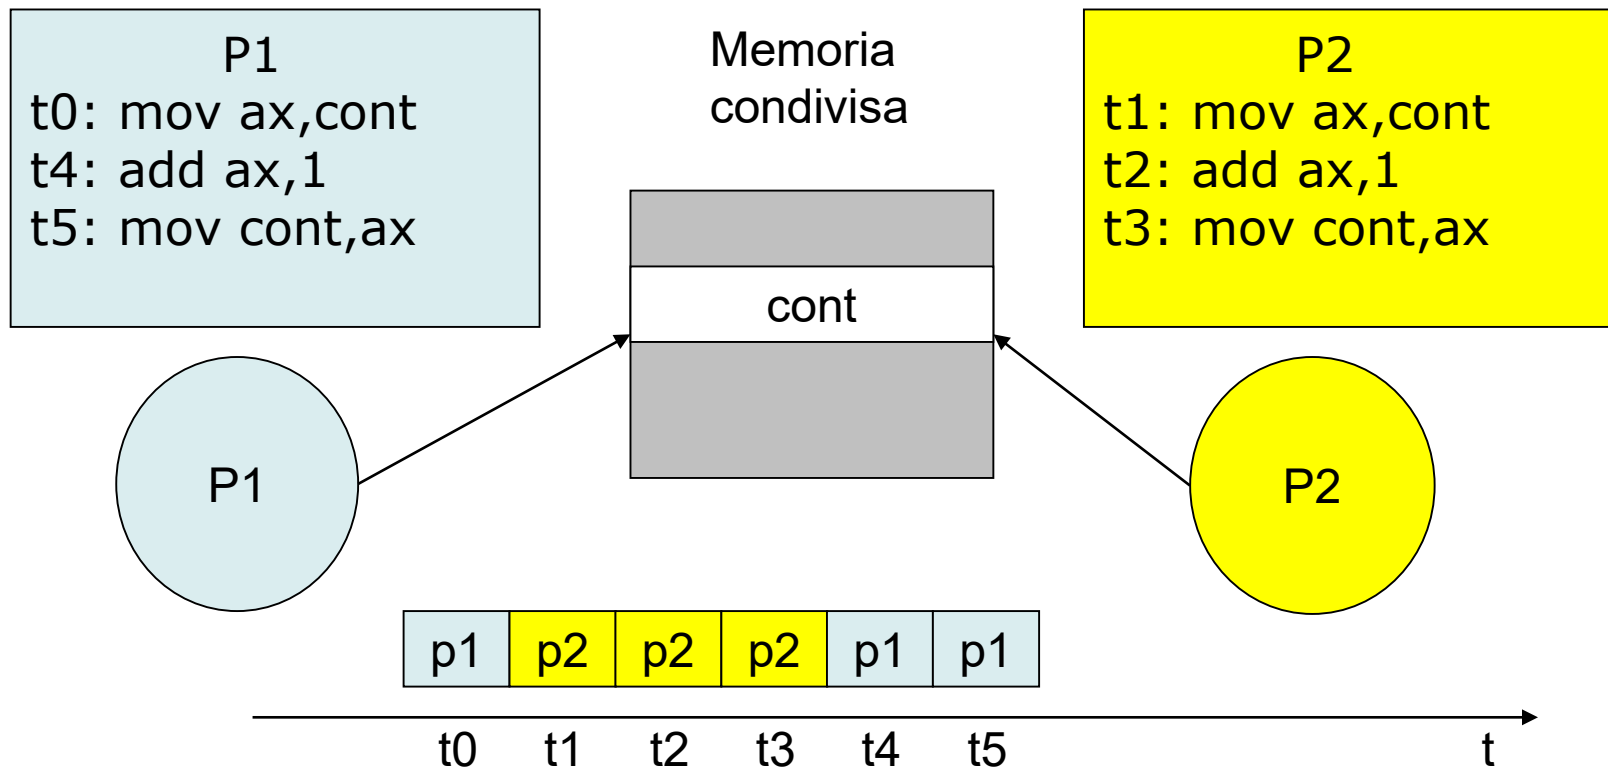 P1
t0: mov ax,cont
t4: add ax,1
t5: mov cont,ax
Memoria
condivisa
P2
t1: mov ax,cont
t2: add ax,1
t3: mov cont,ax
cont
P1
P2
p1 p2 p2 p2 p1 p1
t0 t1 t2 t3 t4 t5 t